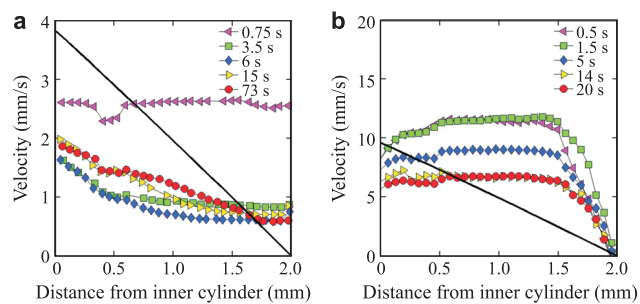 a
4
3
2
1
0
0
0.5
1.0
1.5
2.0
Velocity (mm/s)
Distance from inner cylinder (mm)
0.75 s
3.5 s
6 s
15 s
73 s
b
20
15
10
5
0
0
0.5
1.0
1.5
2.0
Velocity (mm/s)
Distance from inner cylinder (mm)
0.5 s
1.5 s
5 s
14 s
20 s